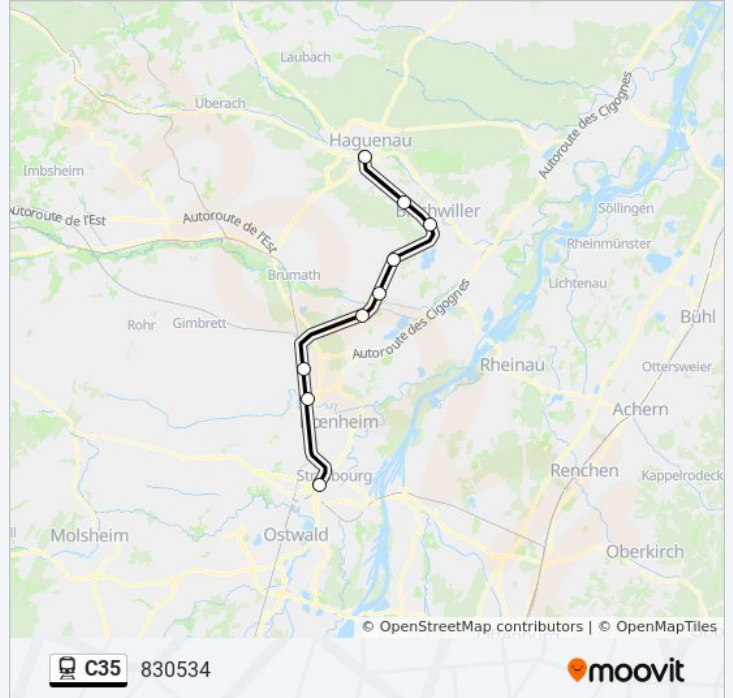 Laubach
Überach
Autoroute des Cigognes
Haguenau
Imbsheim
Autoroute de l'Est
Autoroute de l'Est
Söllingen
Rheinmünster
Brumath
Lichtenau
Rohr
Gimbrett
Autoroute des Cigognes
Bühl
Rheinau
Ottersweier
Achern
Renchen
Kappelrodeck
Molsheim
Ostwald
Oberkirch
© OpenStreetMap contributors | © OpenMapTiles
C35 830534 moovit